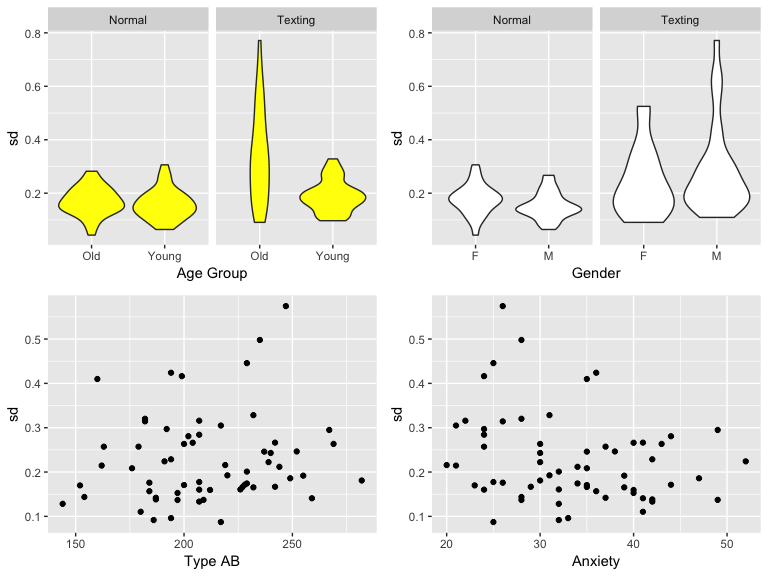 Normal Texting
0.8
0.6
0.4
0.2
sd
Old Young Old Young
Age Group
Normal Texting
0.8
0.6
0.4
0.2
sd
F M F M
Gender
0.5
0.4
0.3
0.2
0.1
sd
150 200 250
Type AB
0.5
0.4
0.3
0.2
0.1
sd
20 30 40 50
Anxiety